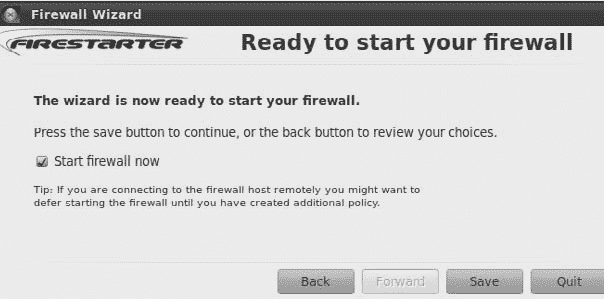 Firewall Wizard
FIRESTARTER
Ready to start your firewall
The wizard is now ready to start your firewall.
Press the save button to continue, or the back button to review your choices.
Start firewall now
Tip: If you are connecting to the firewall host remotely you might want to
defer starting the firewall until you have created additional policy.
Back
Forward
Save
Quit